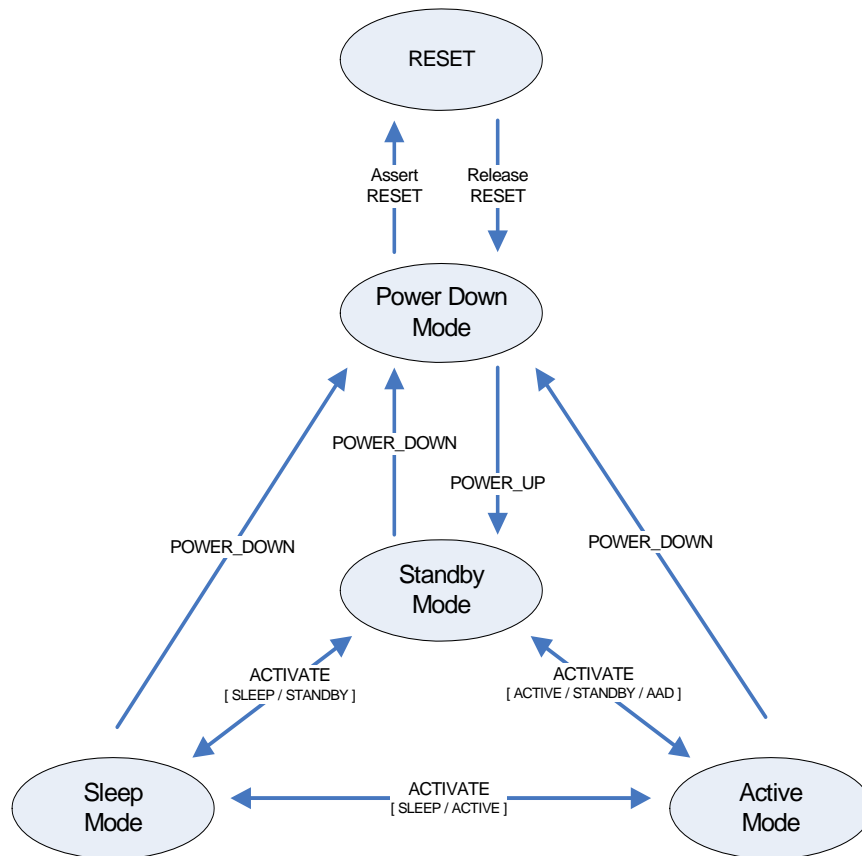 RESET
Assert
RESET
Release
RESET
Power Down
Mode
POWER_DOWN
POWER_UP
POWER_DOWN
POWER_DOWN
Standby
Mode
ACTIVATE
[ SLEEP / STANDBY ]
ACTIVATE
[ ACTIVE / STANDBY / AAD ]
Sleep
Mode
ACTIVATE
[ SLEEP / ACTIVE ]
Active
Mode